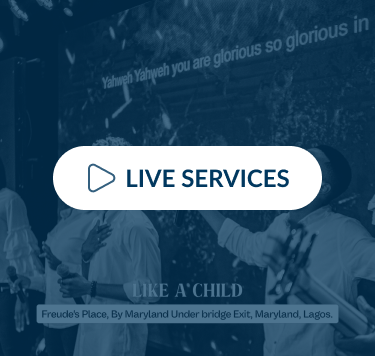 Yahweh Yahweh you are glorious so glorious in
LIVE SERVICES
LIKE A'CHILD
Freude's Place, By Maryland Under bridge Exit, Maryland, Lagos.